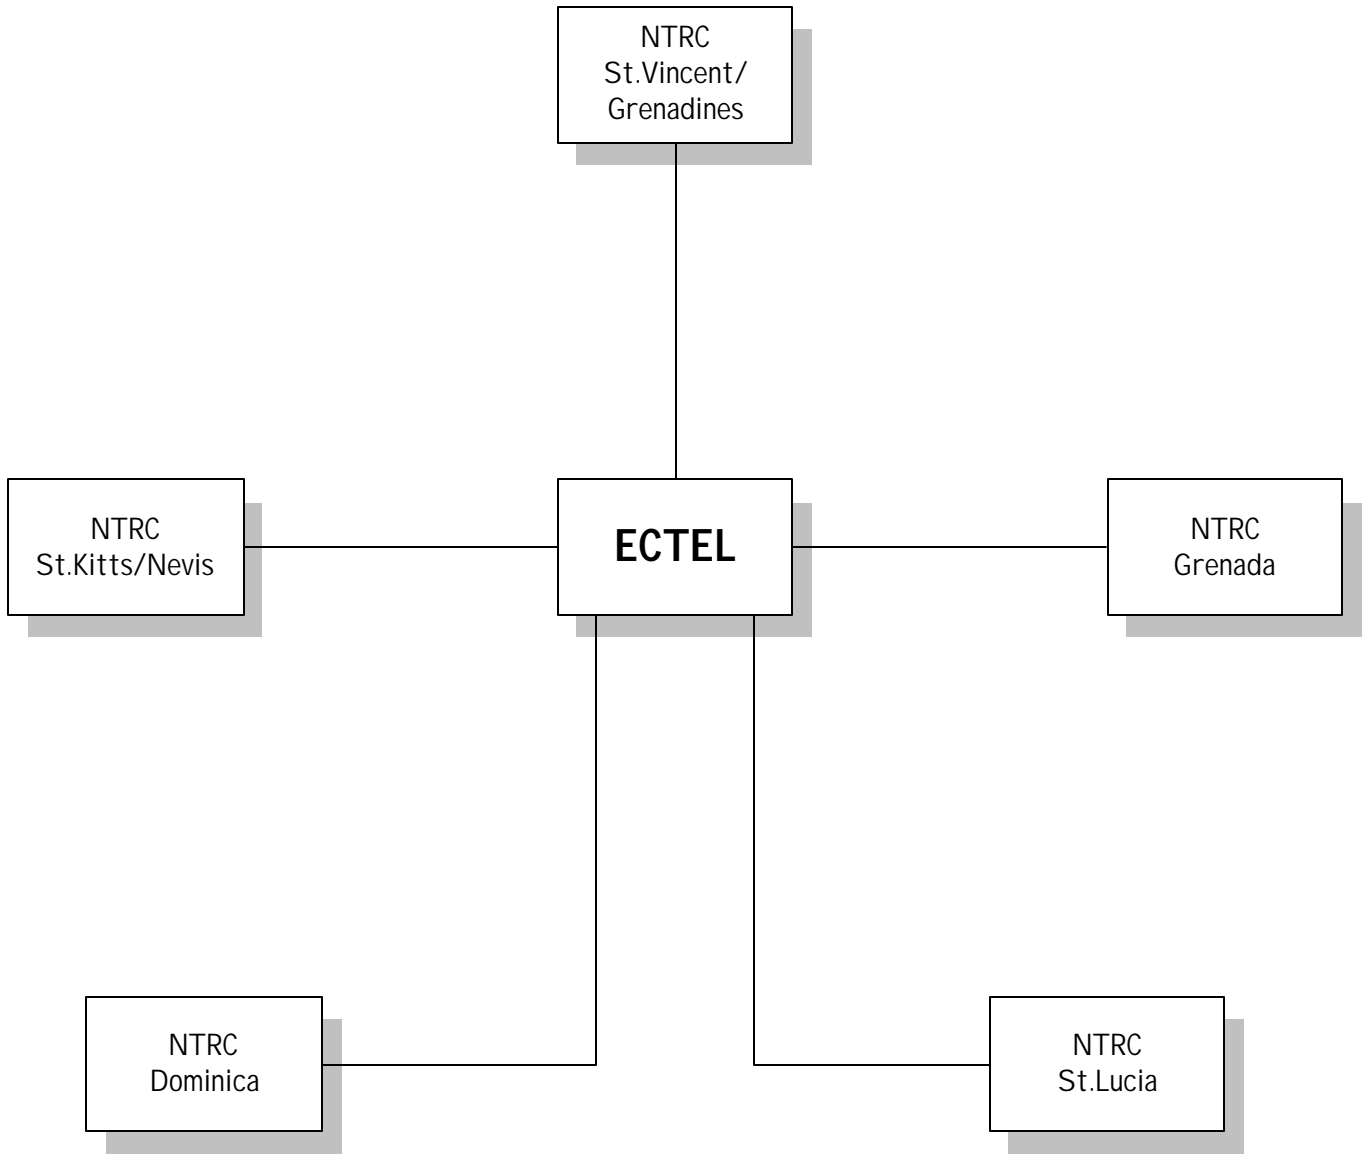 NTRC
St.Vincent/
Grenadines
NTRC
St.Kitts/Nevis
ECTEL
NTRC
Grenada
NTRC
Dominica
NTRC
St.Lucia